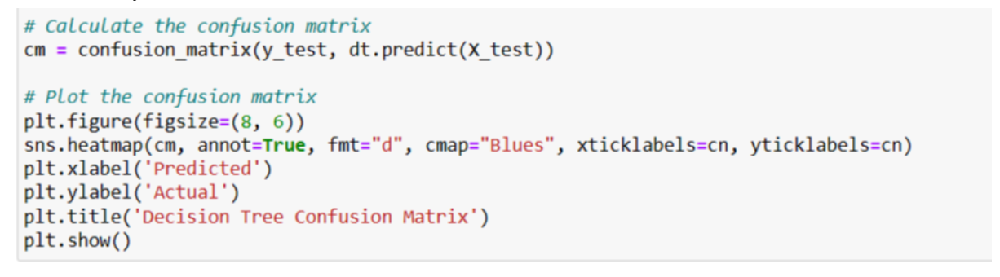 # Calculate the confusion matrix
cm = confusion_matrix(y_test, dt.predict(X_test))
# Plot the confusion matrix
plt.figure(figsize=(8, 6))
sns.heatmap(cm, annot=True, fmt="d", cmap="Blues", xticklabels=cn, yticklabels=cn)
plt.xlabel('Predicted')
plt.ylabel('Actual')
plt.title('Decision Tree Confusion Matrix')
plt.show()